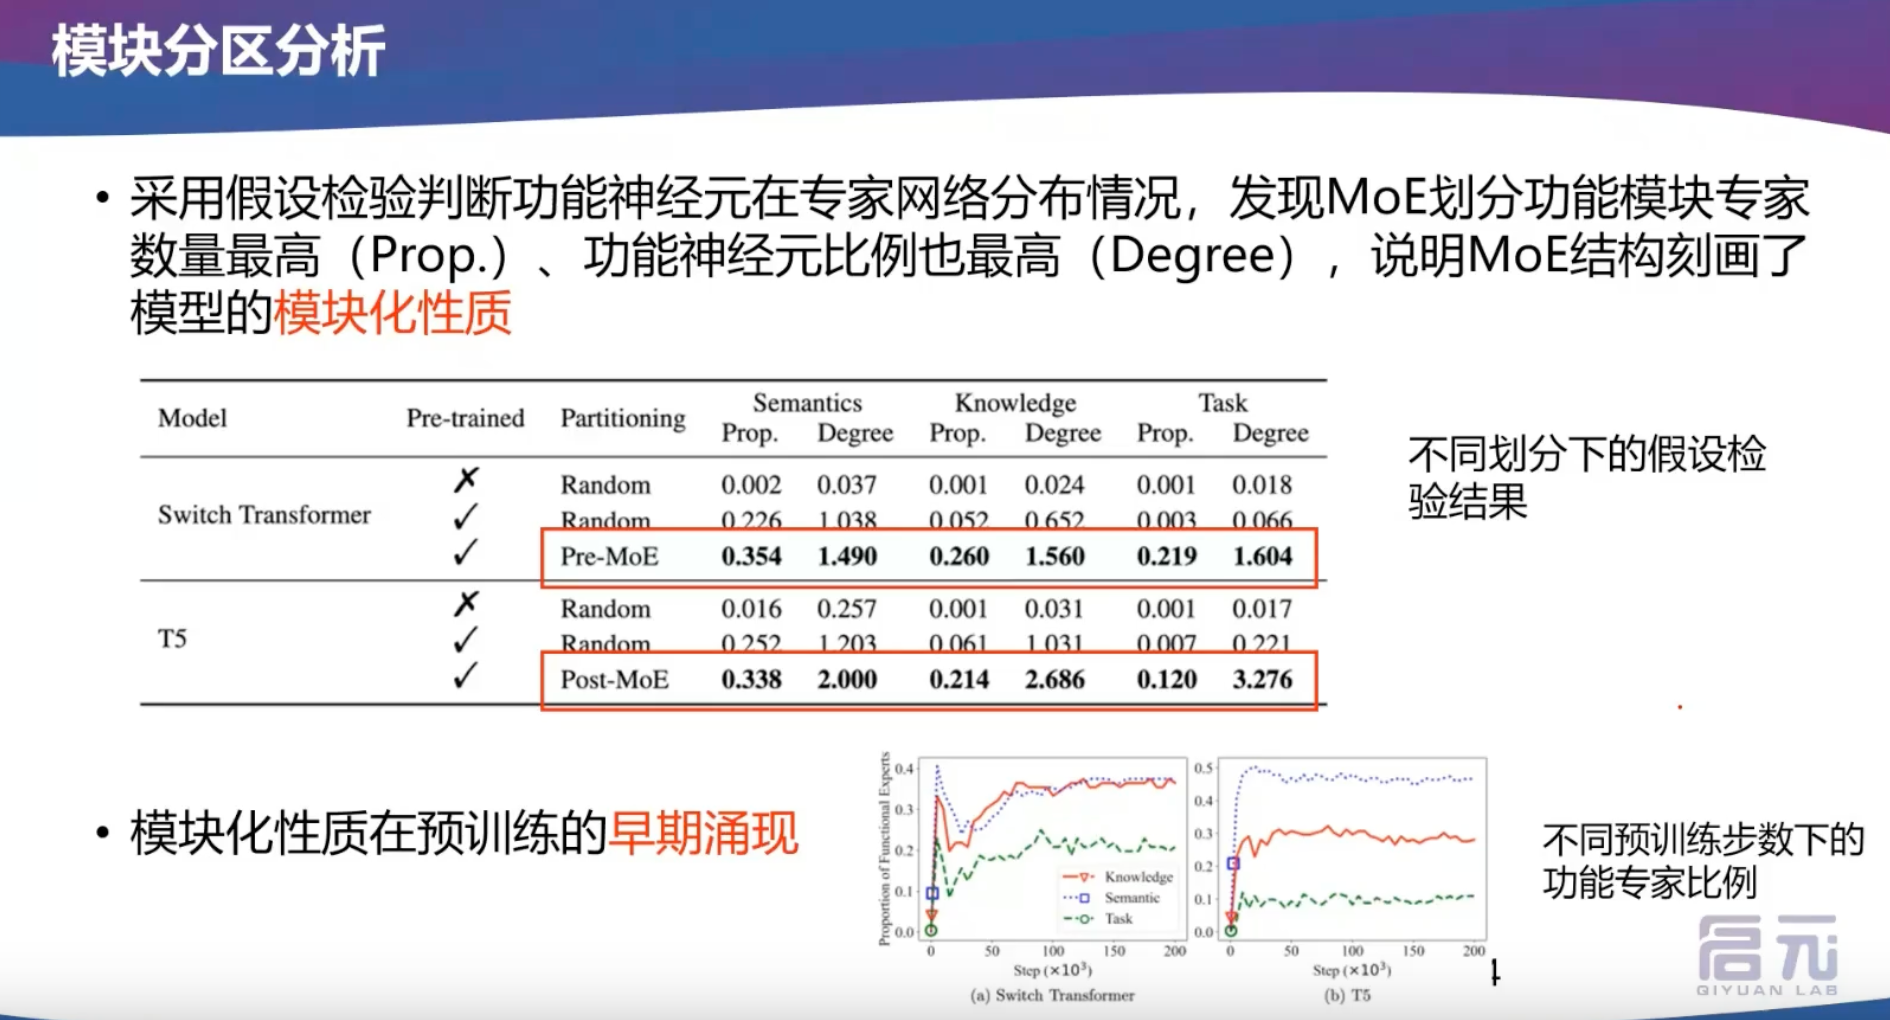 模块分区分析
• 采用假设检验判断功能神经元在专家网络分布情况，发现MoE划分功能模块专家
数量最高（Prop.）、功能神经元比例也最高（Degree），说明MoE结构刻画了
模型的模块化性质
Semantics Knowledge Task
Model Pre-trained Partitioning
Prop. Degree Prop. Degree Prop. Degree
✗ Random 0.002 0.037 0.001 0.024 0.001 0.018
Switch Transformer ✓ Random 0.226 1.038 0.052 0.652 0.003 0.066
✓ Pre-MoE 0.354 1.490 0.260 1.560 0.219 1.604
✗ Random 0.016 0.257 0.001 0.031 0.001 0.017
T5 ✓ Random 0.252 1.203 0.061 1.031 0.007 0.221
✓ Post-MoE 0.338 2.000 0.214 2.686 0.120 3.276
不同划分下的假设检
验结果
• 模块化性质在预训练的早期涌现
Proportion of Functional Experts
0.4
0.3
0.2
0.1
0.0
Knowledge
Semantic
Task
0 50 100 150 200
Step (×10³)
(a) Switch Transformer
0.5
0.4
0.3
0.2
0.1
0.0
0 50 100 150 200
Step (×10³)
(b) T5
不同预训练步数下的
功能专家比例
启元
QIYUAN LAB